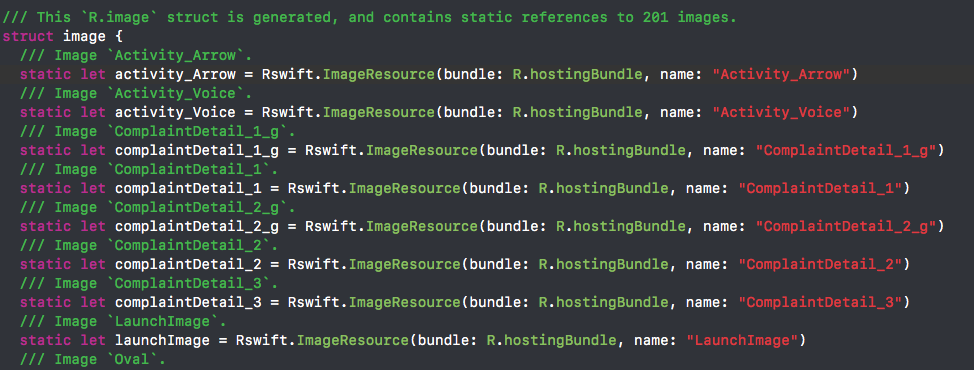 /// This `R.image` struct is generated, and contains static references to 201 images.
struct image {
/// Image `Activity_Arrow`.
static let activity_Arrow = Rswift.ImageResource(bundle: R.hostingBundle, name: "Activity_Arrow")
/// Image `Activity_Voice`.
static let activity_Voice = Rswift.ImageResource(bundle: R.hostingBundle, name: "Activity_Voice")
/// Image `ComplaintDetail_1_g`.
static let complaintDetail_1_g = Rswift.ImageResource(bundle: R.hostingBundle, name: "ComplaintDetail_1_g")
/// Image `ComplaintDetail_1`.
static let complaintDetail_1 = Rswift.ImageResource(bundle: R.hostingBundle, name: "ComplaintDetail_1")
/// Image `ComplaintDetail_2_g`.
static let complaintDetail_2_g = Rswift.ImageResource(bundle: R.hostingBundle, name: "ComplaintDetail_2_g")
/// Image `ComplaintDetail_2`.
static let complaintDetail_2 = Rswift.ImageResource(bundle: R.hostingBundle, name: "ComplaintDetail_2")
/// Image `ComplaintDetail_3`.
static let complaintDetail_3 = Rswift.ImageResource(bundle: R.hostingBundle, name: "ComplaintDetail_3")
/// Image `LaunchImage`.
static let launchImage = Rswift.ImageResource(bundle: R.hostingBundle, name: "LaunchImage")
/// Image `Oval`.